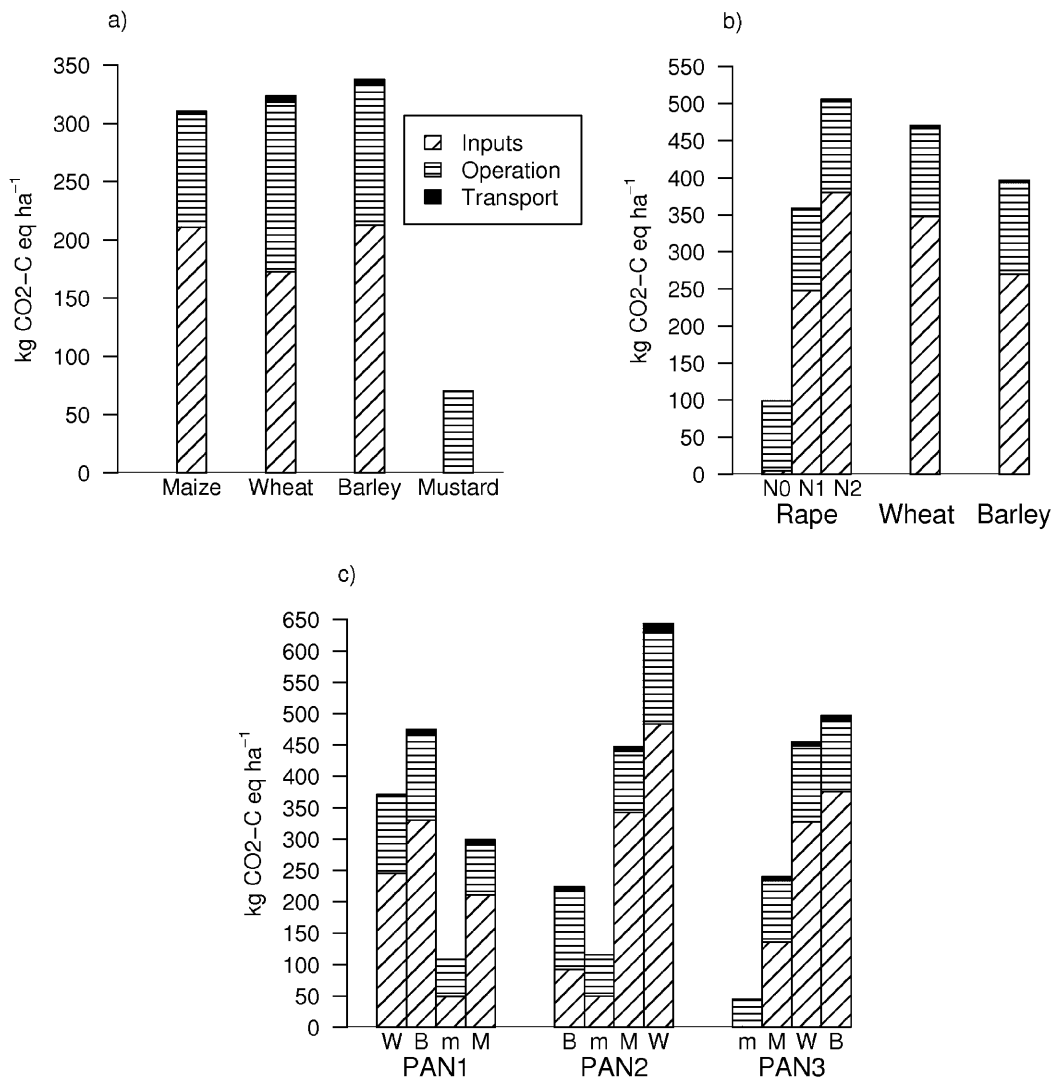 a)
350
300
250
200
150
100
50
0
kg CO2−C eq ha⁻¹
Inputs
Operation
Transport
Maize Wheat Barley Mustard
b)
550
500
450
400
350
300
250
200
150
100
50
0
kg CO2−C eq ha⁻¹
N0 N1 N2
Rape Wheat Barley
c)
650
600
550
500
450
400
350
300
250
200
150
100
50
0
kg CO2−C eq ha⁻¹
W B m M B m M W m M W B
PAN1 PAN2 PAN3